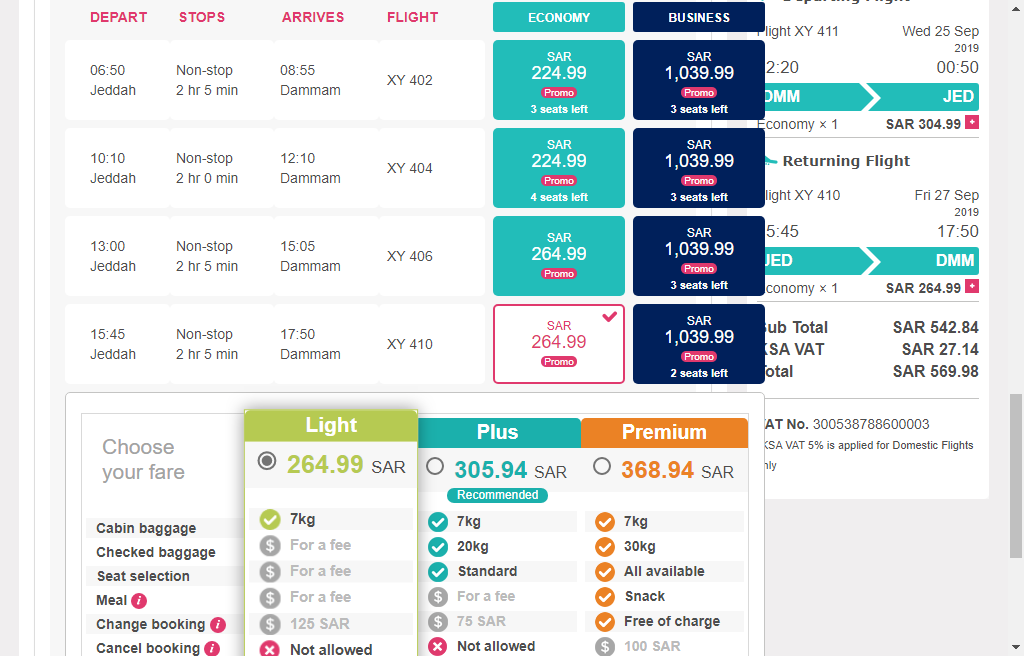 DEPART STOPS ARRIVES FLIGHT ECONOMY BUSINESS
06:50 Non-stop 08:55 XY 402
Jeddah 2 hr 5 min Dammam
SAR
224.99
Promo
3 seats left
SAR
1,039.99
Promo
3 seats left
10:10 Non-stop 12:10 XY 404
Jeddah 2 hr 0 min Dammam
SAR
224.99
Promo
4 seats left
SAR
1,039.99
Promo
3 seats left
13:00 Non-stop 15:05 XY 406
Jeddah 2 hr 5 min Dammam
SAR
264.99
Promo
SAR
1,039.99
Promo
3 seats left
15:45 Non-stop 17:50 XY 410
Jeddah 2 hr 5 min Dammam
SAR
264.99
Promo
SAR
1,039.99
Promo
2 seats left
Choose
your fare
Light Plus Premium
264.99 SAR 305.94 SAR 368.94 SAR
Recommended
Cabin baggage 7kg 7kg 7kg
Checked baggage $ For a fee 20kg 30kg
Seat selection $ For a fee Standard All available
Meal i $ For a fee $ For a fee Snack
Change booking i $ 125 SAR $ 75 SAR Free of charge
Cancel booking i Not allowed Not allowed $ 100 SAR
light XY 411 Wed 25 Sep
2019
2:20 00:50
DMM JED
Economy × 1 SAR 304.99 +
Returning Flight
light XY 410 Fri 27 Sep
2019
5:45 17:50
JED DMM
conomy × 1 SAR 264.99 +
ub Total SAR 542.84
KSA VAT SAR 27.14
otal SAR 569.98
VAT No. 300538788600003
KSA VAT 5% is applied for Domestic Flights
nly